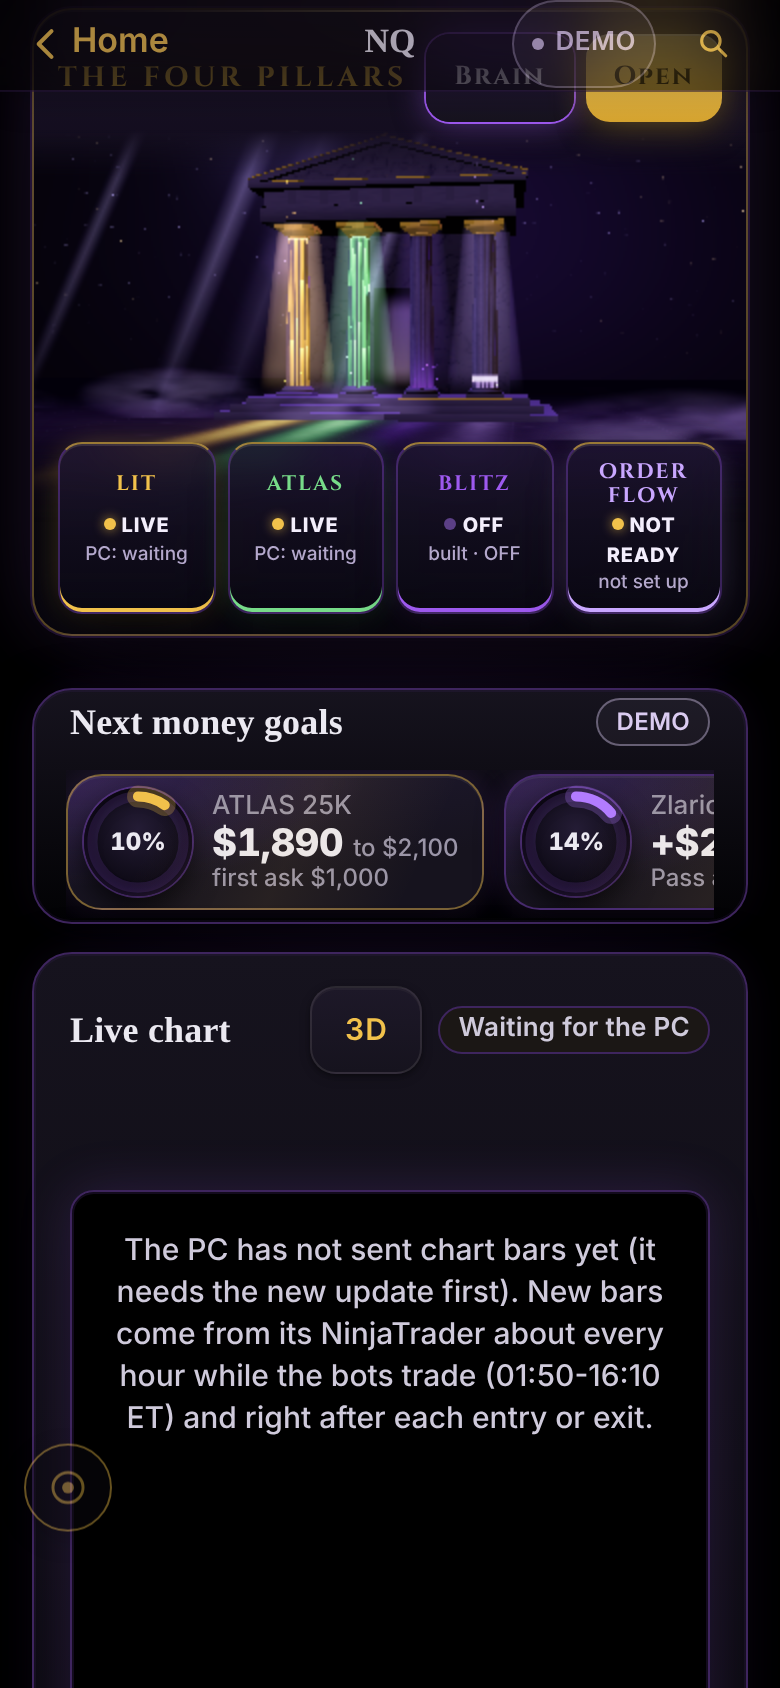 Home
NQ
DEMO
THE FOUR PILLARS
BRAIN
OPEN
LIT
LIVE
PC: waiting
ATLAS
LIVE
PC: waiting
BLITZ
OFF
built · OFF
ORDER
FLOW
NOT
READY
not set up
Next money goals
DEMO
10%
ATLAS 25K
$1,890 to $2,100
first ask $1,000
14%
+$2
Pass
Live chart
3D
Waiting for the PC
The PC has not sent chart bars yet (it
needs the new update first). New bars
come from its NinjaTrader about every
hour while the bots trade (01:50-16:10
ET) and right after each entry or exit.